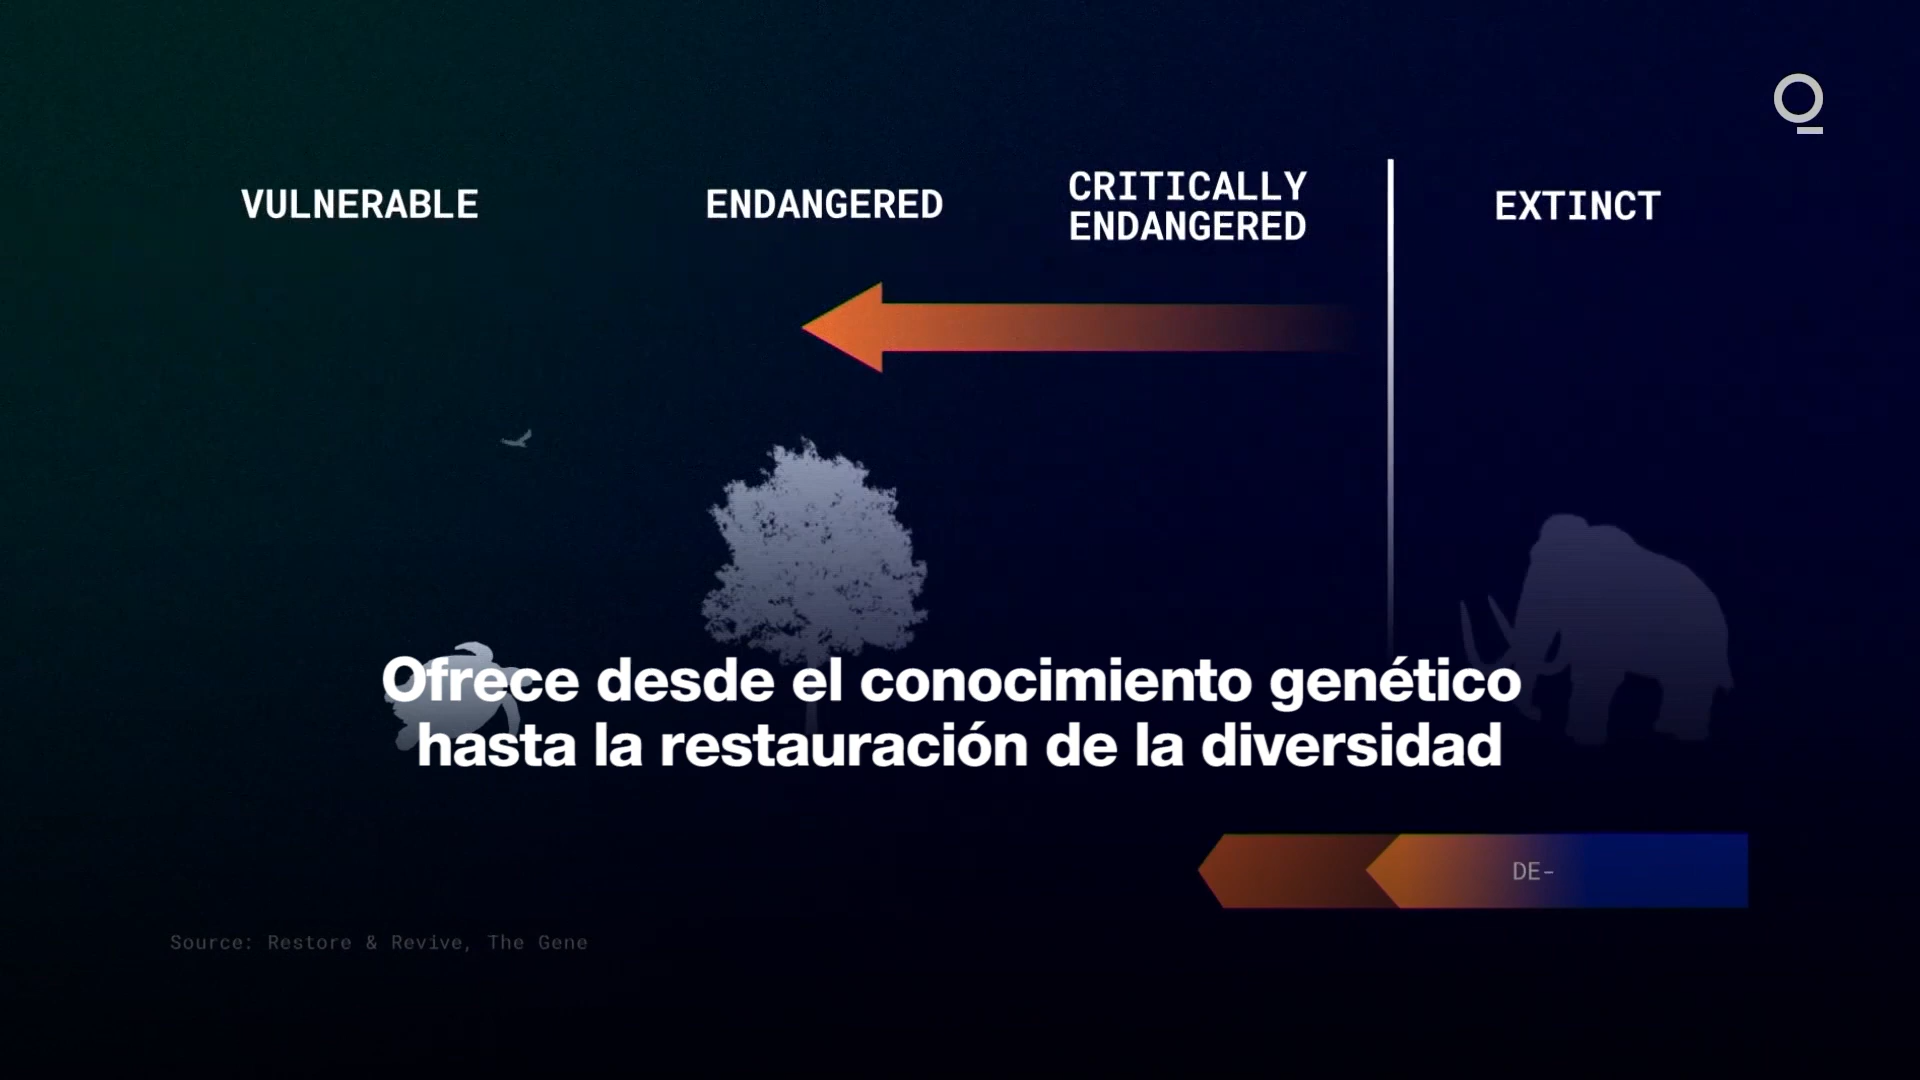 VULNERABLE
ENDANGERED
CRITICALLY
ENDANGERED
EXTINCT
Ofrece desde el conocimiento genético
hasta la restauración de la diversidad
DE-
Source: Restore & Revive, The Gene